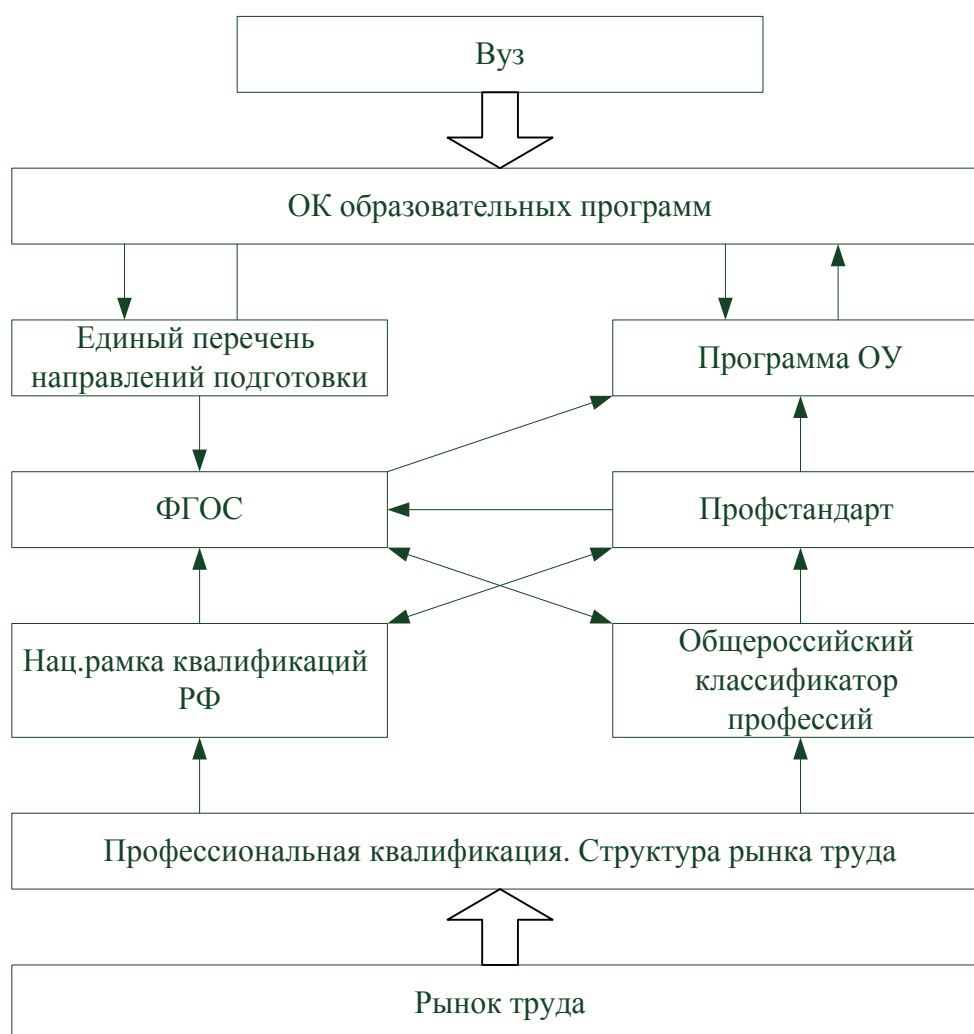 Вуз
ОК образовательных программ
Единый перечень
направлений подготовки
Программа ОУ
ФГОС
Профстандарт
Нац.рамка квалификаций
РФ
Общероссийский
классификатор
профессий
Профессиональная квалификация. Структура рынка труда
Рынок труда